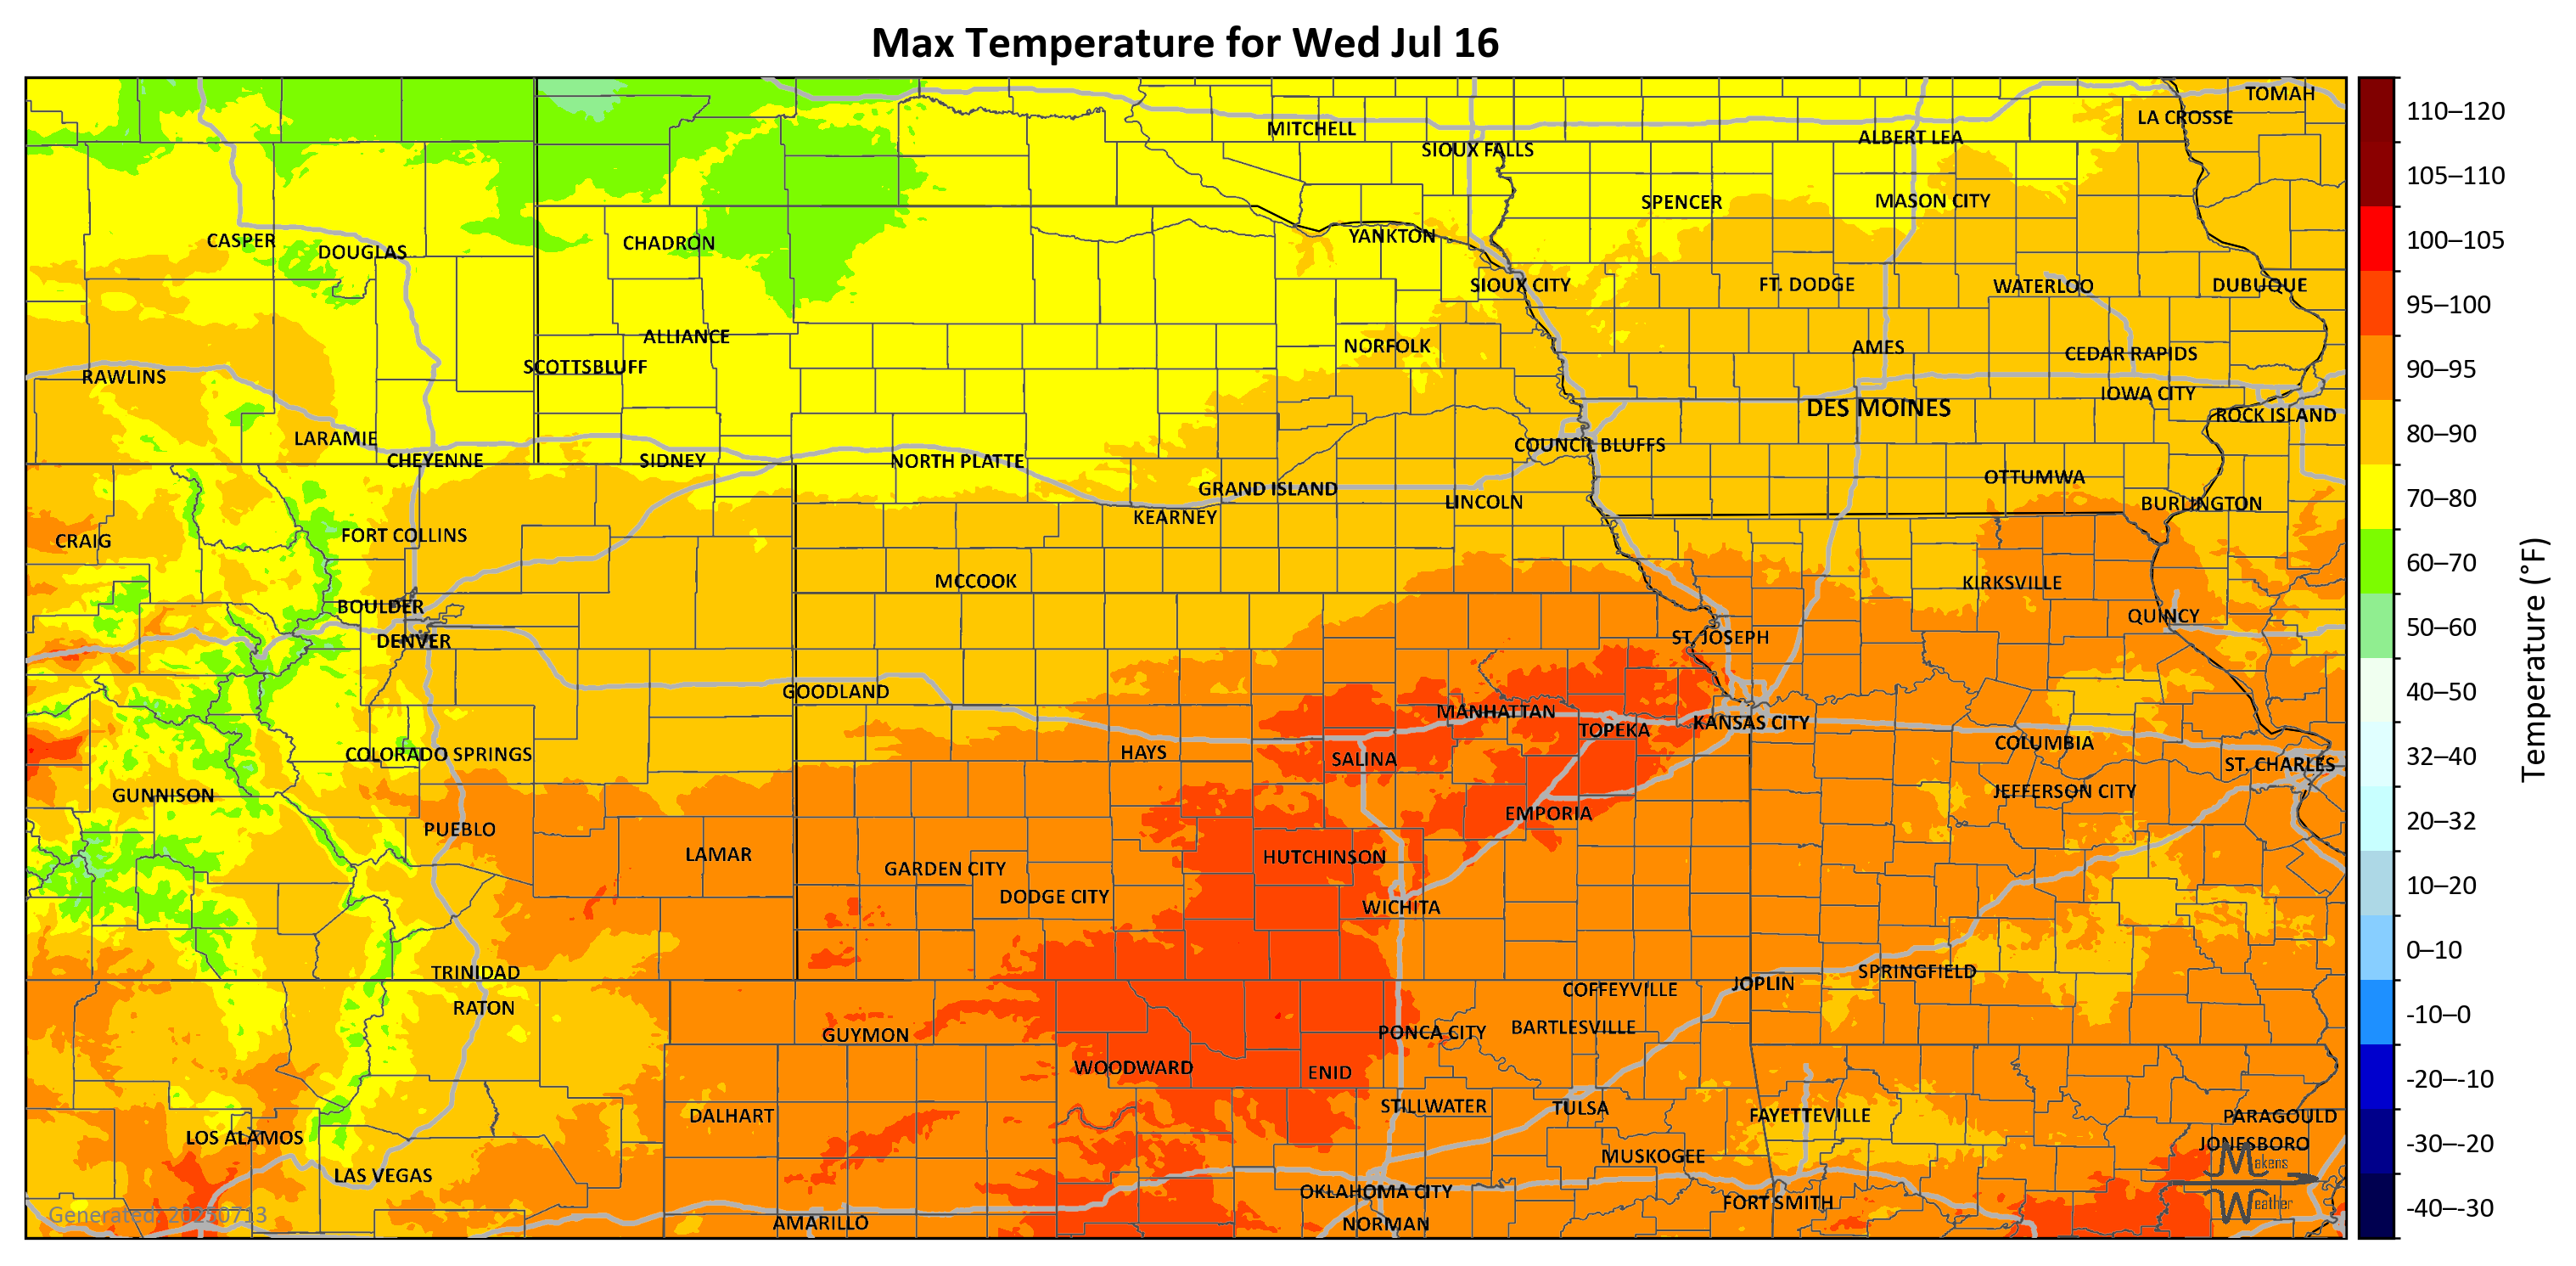 Max Temperature for Wed Jul 16
TOMAH
LA CROSSE
MITCHELL
ALBERT LEA
SIOUX FALLS
SPENCER
MASON CITY
CASPER
DOUGLAS
CHADRON
YANKTON
SIOUX CITY
FT. DODGE
WATERLOO
DUBUQUE
ALLIANCE
NORFOLK
AMES
CEDAR RAPIDS
SCOTTSBLUFF
RAWLINS
IOWA CITY
DES MOINES
ROCK ISLAND
LARAMIE
COUNCIL BLUFFS
CHEYENNE
SIDNEY
NORTH PLATTE
OTTUMWA
GRAND ISLAND
LINCOLN
BURLINGTON
KEARNEY
FORT COLLINS
CRAIG
MCCOOK
KIRKSVILLE
BOULDER
QUINCY
DENVER
ST. JOSEPH
GOODLAND
MANHATTAN
KANSAS CITY
TOPEKA
COLUMBIA
HAYS
COLORADO SPRINGS
SALINA
ST. CHARLES
GUNNISON
JEFFERSON CITY
EMPORIA
PUEBLO
LAMAR
HUTCHINSON
GARDEN CITY
DODGE CITY
WICHITA
TRINIDAD
SPRINGFIELD
JOPLIN
COFFEYVILLE
RATON
BARTLESVILLE
PONCA CITY
GUYMON
WOODWARD
ENID
STILLWATER
TULSA
DALHART
FAYETTEVILLE
PARAGOULD
LOS ALAMOS
JONESBORO
MUSKOGEE
LAS VEGAS
OKLAHOMA CITY
FORT SMITH
AMARILLO
NORMAN
Generated: 20250713
Makens
Weather
110–120
105–110
100–105
95–100
90–95
80–90
70–80
60–70
50–60
40–50
32–40
20–32
10–20
0–10
-10–0
-20–-10
-30–-20
-40–-30
Temperature (°F)